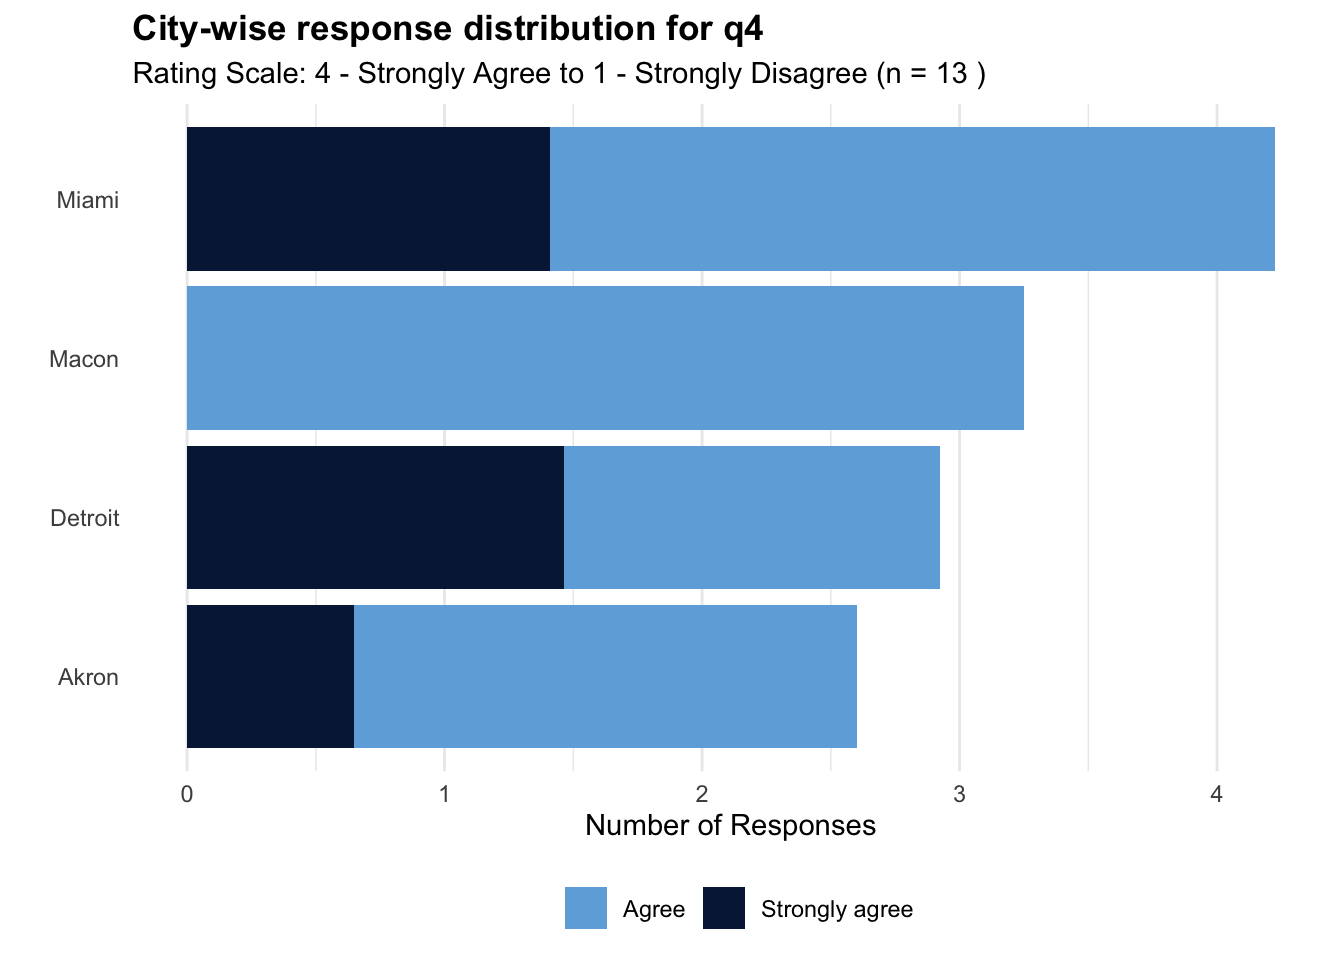 City-wise response distribution for q4
Rating Scale: 4 - Strongly Agree to 1 - Strongly Disagree (n = 13 )
Miami
Macon
Detroit
Akron
0 1 2 3 4
Number of Responses
Agree Strongly agree